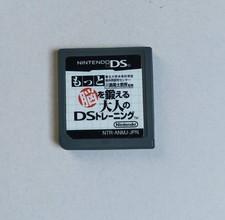 NINTENDO DS
もっと
脳を鍛える
大人の
DSトレーニング
Nintendo
NTR-ANMJ-JPN